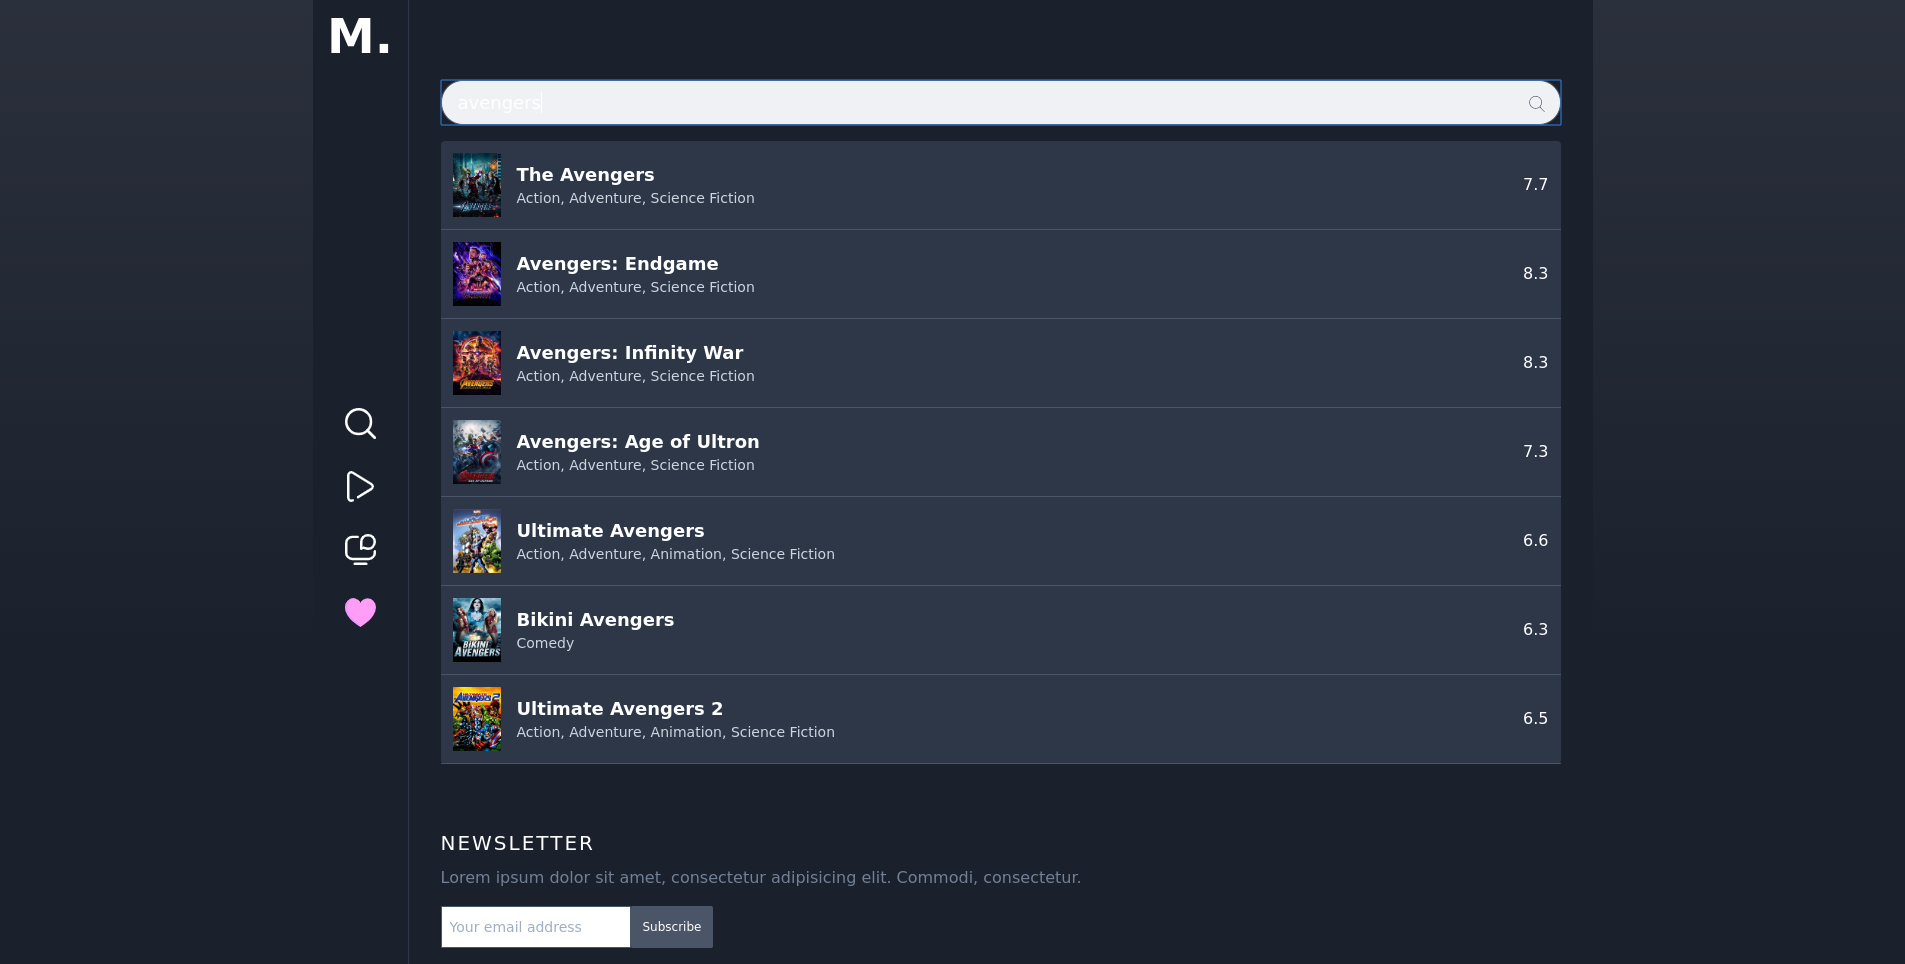 M.
avengers
The Avengers
Action, Adventure, Science Fiction
7.7
Avengers: Endgame
Action, Adventure, Science Fiction
8.3
Avengers: Infinity War
Action, Adventure, Science Fiction
8.3
Avengers: Age of Ultron
Action, Adventure, Science Fiction
7.3
Ultimate Avengers
Action, Adventure, Animation, Science Fiction
6.6
BIKINI
AVENGERS
Bikini Avengers
Comedy
6.3
Ultimate Avengers 2
Action, Adventure, Animation, Science Fiction
6.5
NEWSLETTER
Lorem ipsum dolor sit amet, consectetur adipisicing elit. Commodi, consectetur.
Your email address
Subscribe